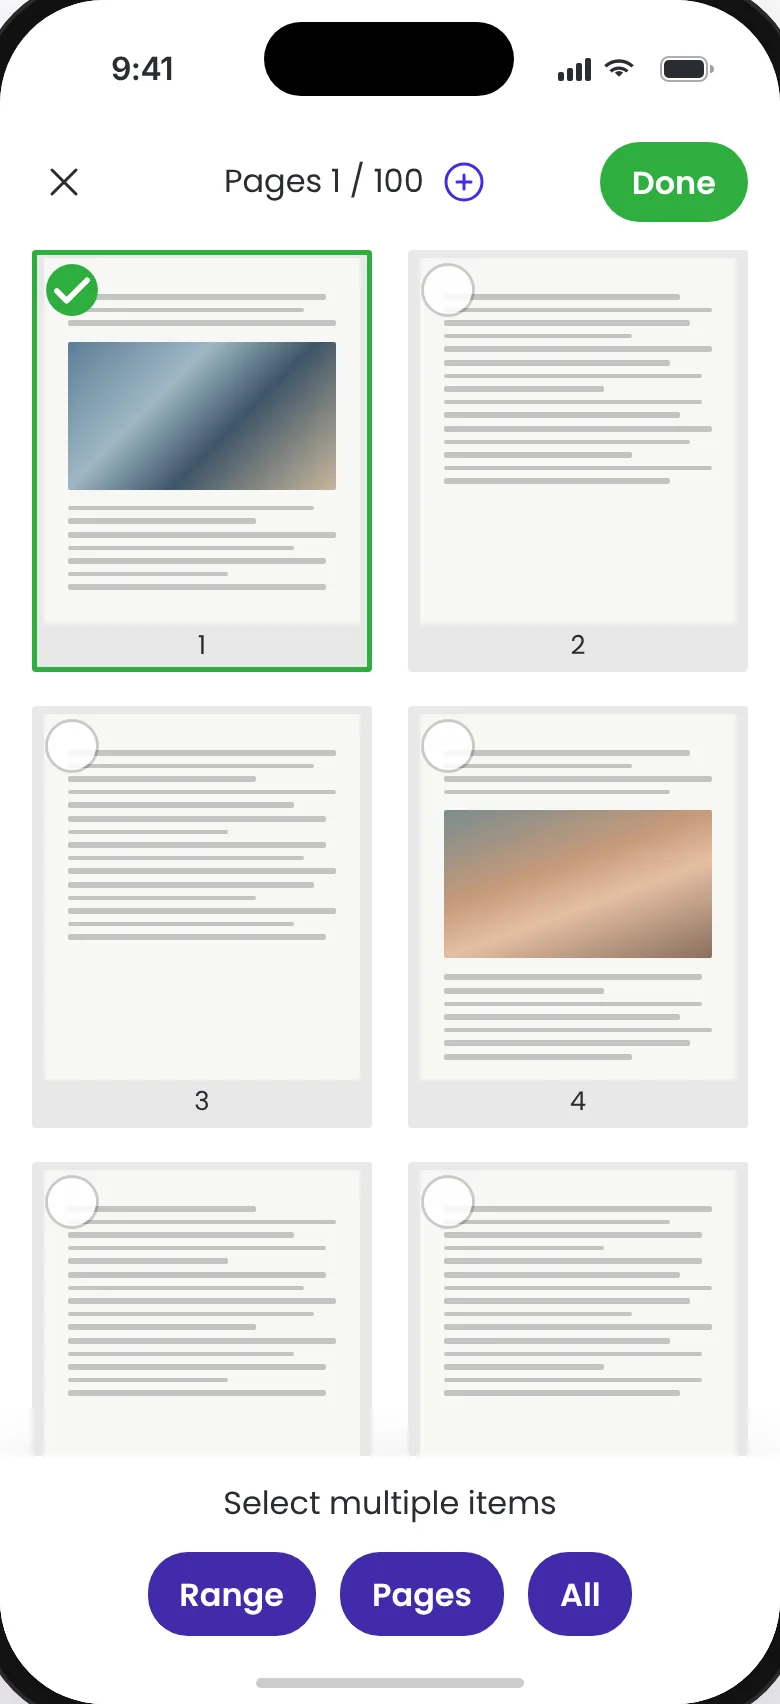 9:41
Pages 1 / 100
Done
1
2
3
4
Select multiple items
Range
Pages
All